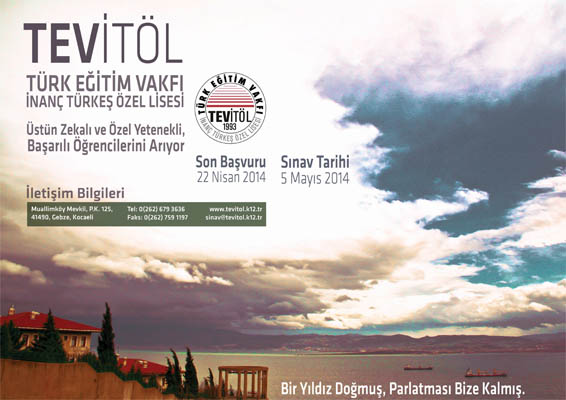 TEVİTÖL
TÜRK EĞİTİM VAKFI
İNANÇ TÜRKEŞ ÖZEL LİSESİ
Üstün Zekalı ve Özel Yetenekli,
Başarılı Öğrencilerini Arıyor
TÜRK EĞİTİM VAKFI
TEVİTÖL
1993
İNANÇ TÜRKEŞ ÖZEL LİSESİ
Son Başvuru
22 Nisan 2014
Sınav Tarihi
5 Mayıs 2014
İletişim Bilgileri
Muallimköy Mevkii, P.K. 125,
41490, Gebze, Kocaeli
Tel: 0(262) 679 3636
Faks: 0(262) 759 1197
www.tevitol.k12.tr
sinav@tevitol.k12.tr
Bir Yıldız Doğmuş, Parlatması Bize Kalmış.